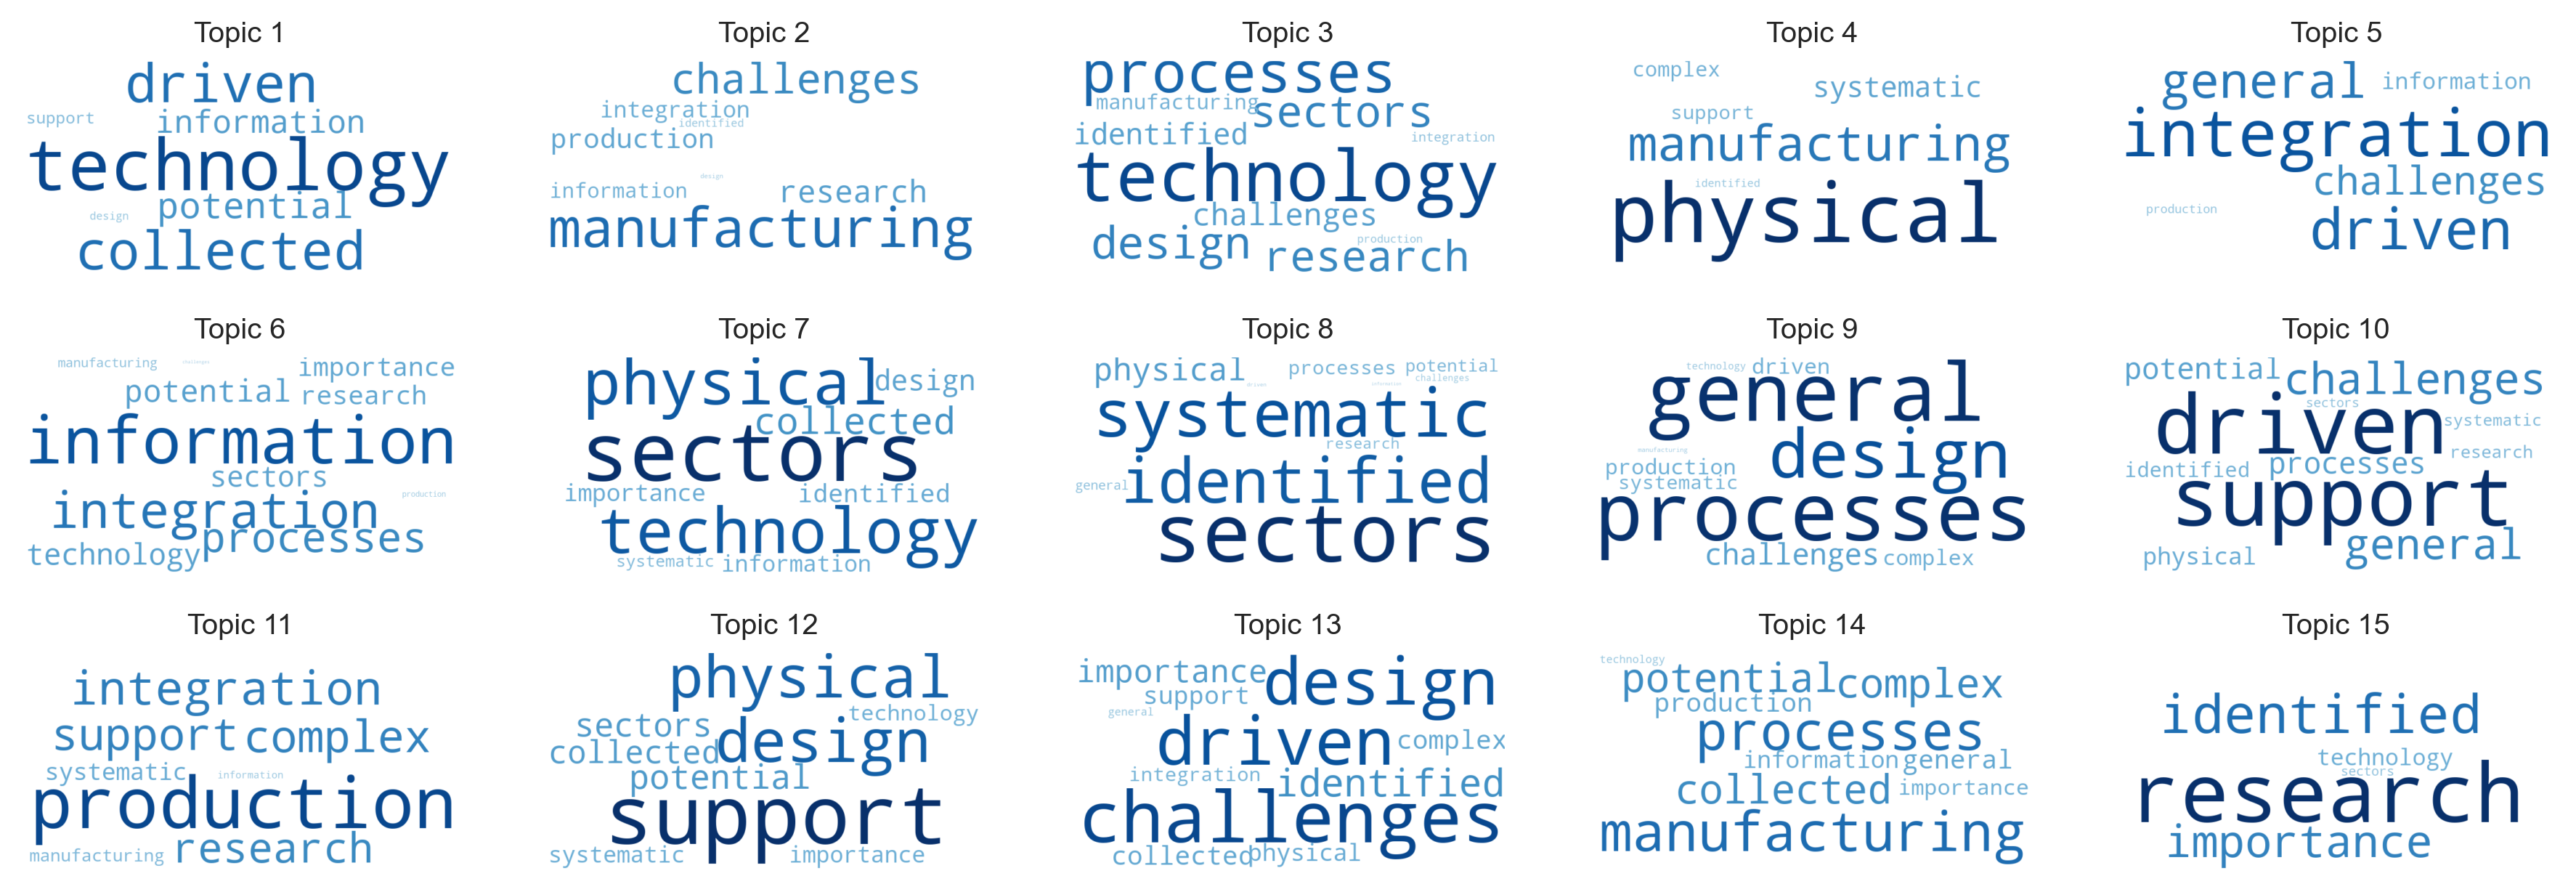 Topic 1
driven
support
information
technology
potential
design
collected
Topic 2
challenges
integration
identified
production
design
information
research
manufacturing
Topic 3
processes
manufacturing
sectors
identified
integration
technology
challenges
design
production
research
Topic 4
complex
systematic
support
manufacturing
identified
physical
Topic 5
general
information
integration
challenges
production
driven
Topic 6
manufacturing
challenges
importance
potential
research
information
sectors
integration
production
processes
technology
Topic 7
physical
design
collected
sectors
importance
identified
technology
systematic
information
Topic 8
physical
processes
potential
challenges
driven
information
systematic
research
general
identified
sectors
Topic 9
technology
driven
general
design
manufacturing
production
systematic
processes
challenges
complex
Topic 10
potential
challenges
driven
sectors
systematic
research
identified
processes
support
general
physical
Topic 11
integration
support
complex
systematic
information
production
manufacturing
research
Topic 12
physical
sectors
technology
collected
design
potential
support
systematic
importance
Topic 13
importance
design
support
general
driven
complex
integration
identified
challenges
collected
physical
Topic 14
technology
potential
complex
production
processes
information
general
collected
importance
manufacturing
Topic 15
identified
technology
sectors
research
importance